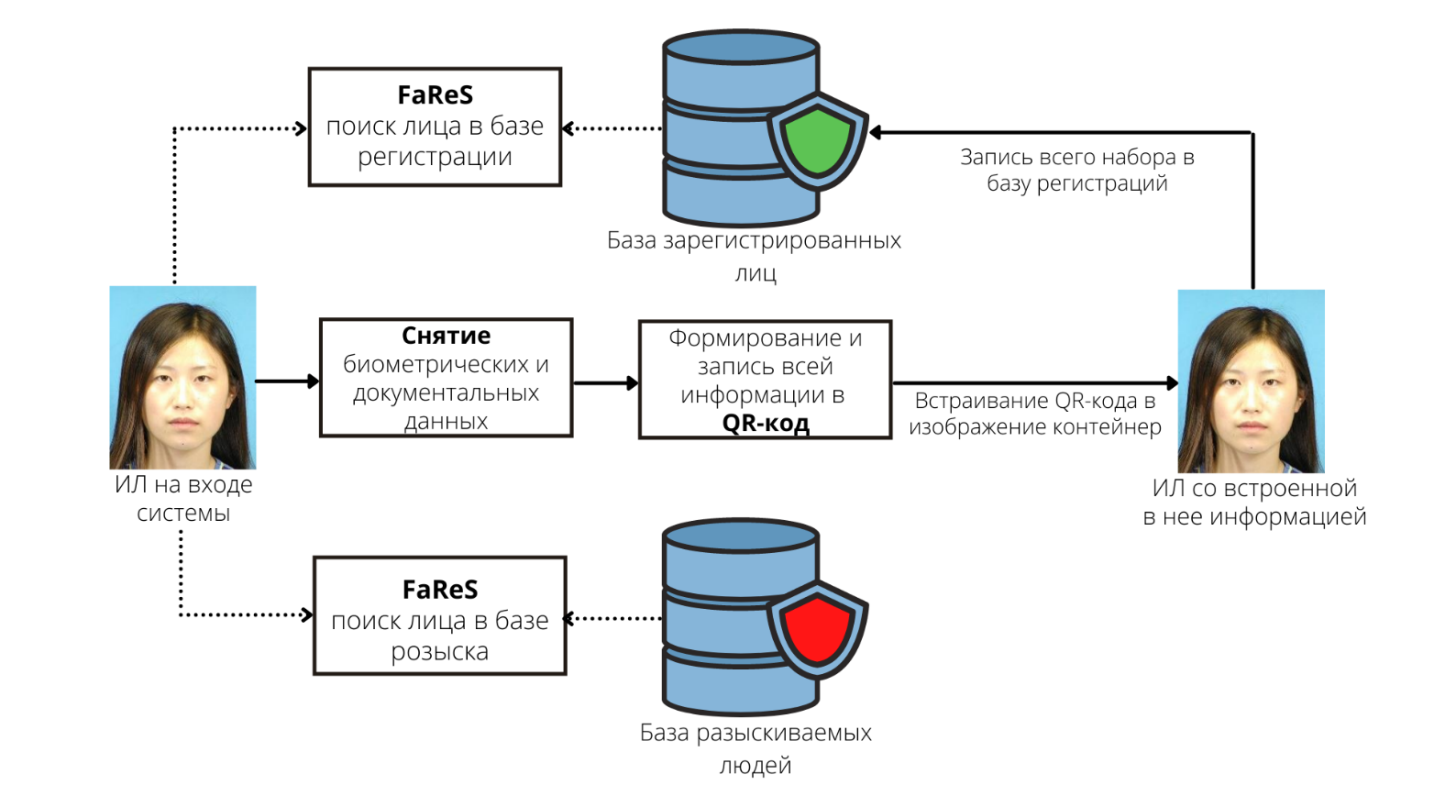 FaReS
поиск лица в базе
регистрации
База зарегистрированных
лиц
Запись всего набора в
базу регистраций
ИЛ на входе
системы
Снятие
биометрических и
документальных
данных
Формирование и
запись всей
информации в
QR-код
Встраивание QR-кода в
изображение контейнер
ИЛ со встроенной
в нее информацией
FaReS
поиск лица в базе
розыска
База разыскиваемых
людей